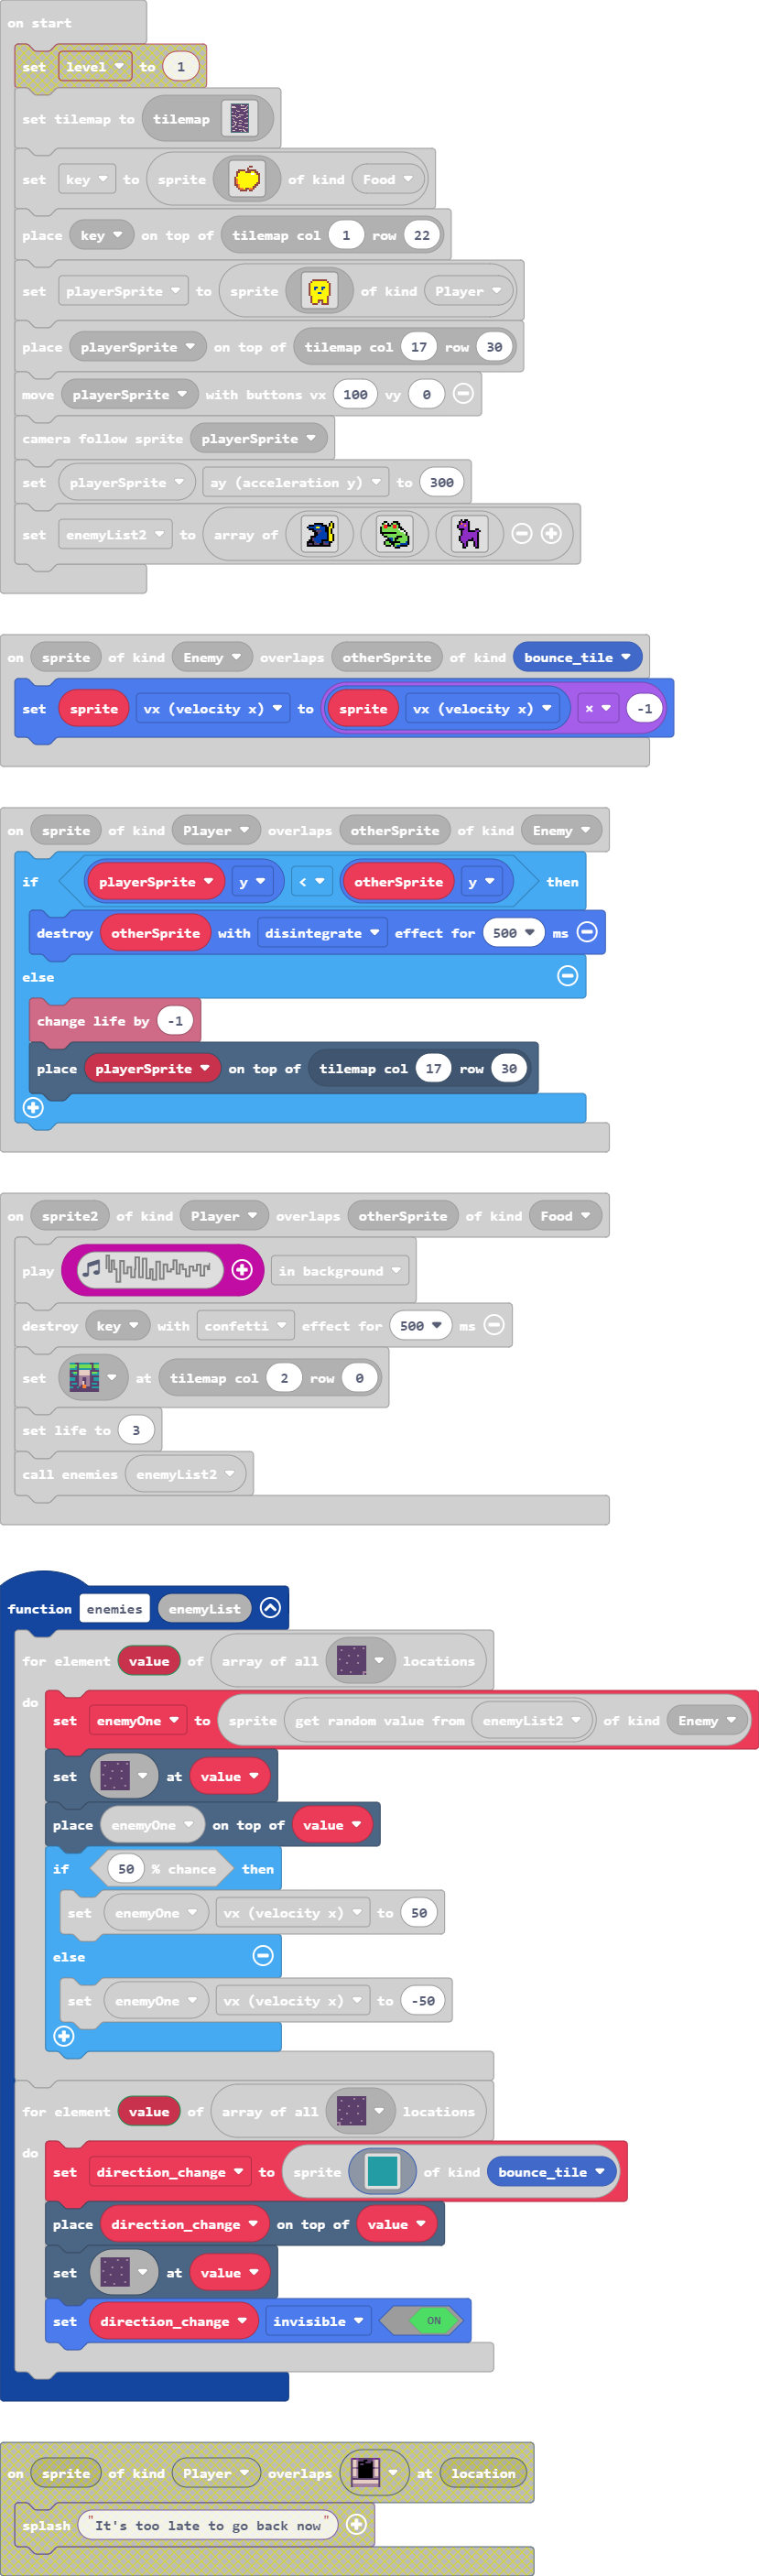 on start
set level to 1
set tilemap to tilemap
set key to sprite of kind Food
place key on top of tilemap col 1 row 22
set playerSprite to sprite of kind Player
place playerSprite on top of tilemap col 17 row 30
move playerSprite with buttons vx 100 vy 0
camera follow sprite playerSprite
set playerSprite ay (acceleration y) to 300
set enemyList2 to array of
on sprite of kind Enemy overlaps otherSprite of kind bounce_tile
set sprite vx (velocity x) to sprite vx (velocity x) × -1
on sprite of kind Player overlaps otherSprite of kind Enemy
if playerSprite y < otherSprite y then
destroy otherSprite with disintegrate effect for 500 ms
else
change life by -1
place playerSprite on top of tilemap col 17 row 30
on sprite2 of kind Player overlaps otherSprite of kind Food
play in background
destroy key with confetti effect for 500 ms
set at tilemap col 2 row 0
set life to 3
call enemies enemyList2
function enemies enemyList
for element value of array of all locations
do
set enemyOne to sprite get random value from enemyList2 of kind Enemy
set at value
place enemyOne on top of value
if 50 % chance then
set enemyOne vx (velocity x) to 50
else
set enemyOne vx (velocity x) to -50
for element value of array of all locations
do
set direction_change to sprite of kind bounce_tile
place direction_change on top of value
set at value
set direction_change invisible ON
on sprite of kind Player overlaps at location
splash "It's too late to go back now"